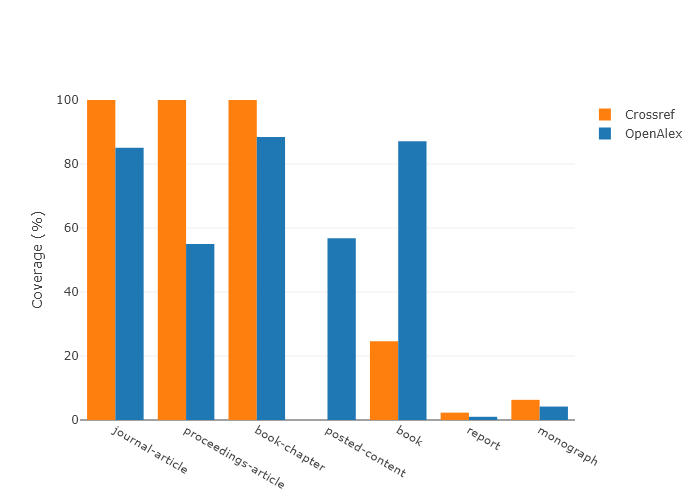 100
80
60
40
20
0
Coverage (%)
journal-article
proceedings-article
book-chapter
posted-content
book
report
monograph
Crossref
OpenAlex